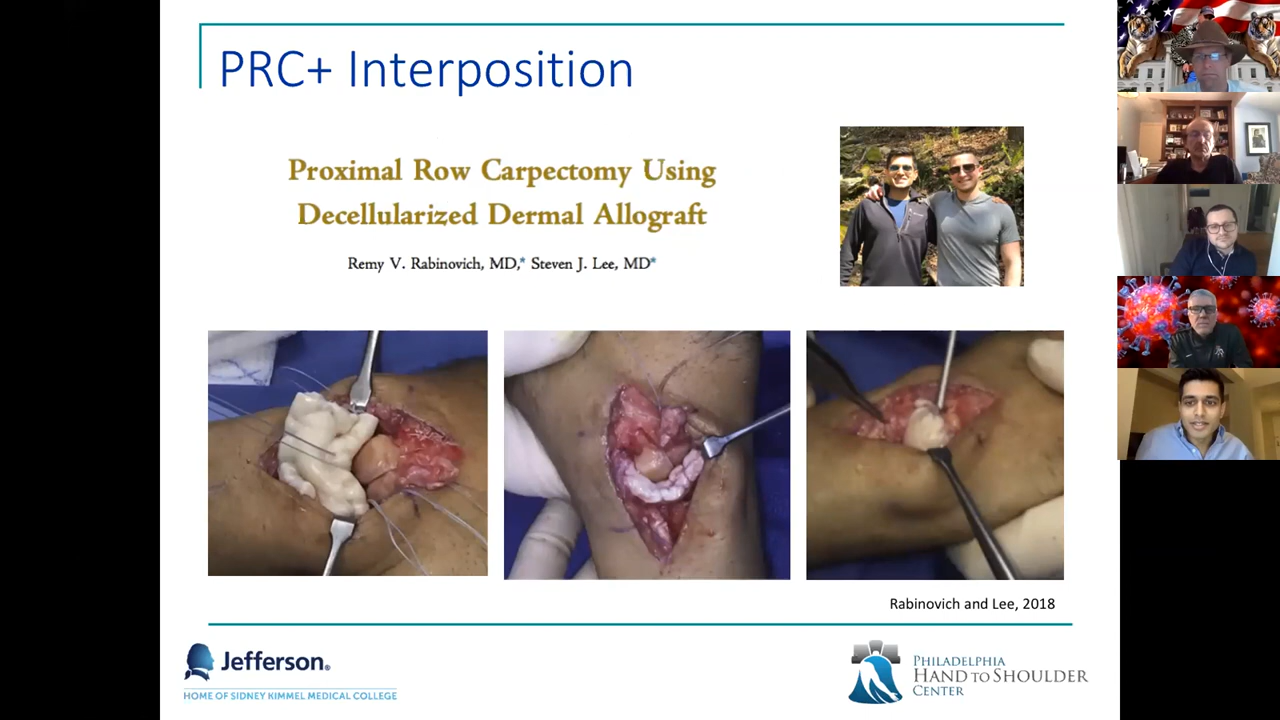 PRC+ Interposition
Proximal Row Carpectomy Using
Decellularized Dermal Allograft
Remy V. Rabinovich, MD,* Steven J. Lee, MD*
Rabinovich and Lee, 2018
Jefferson®
HOME OF SIDNEY KIMMEL MEDICAL COLLEGE
PHILADELPHIA
HAND TO SHOULDER
CENTER